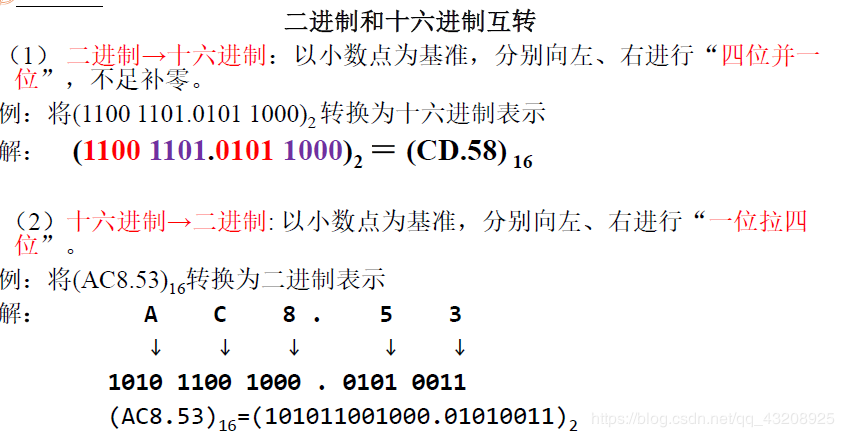 二进制和十六进制互转
（1） 二进制→十六进制：以小数点为基准，分别向左、右进行“四位并一
位”，不足补零。
例：将(1100 1101.0101 1000)₂转换为十六进制表示
解： (1100 1101.0101 1000)₂ ＝ (CD.58) ₁₆
（2）十六进制→二进制: 以小数点为基准，分别向左、右进行“一位拉四
位”。
例：将(AC8.53)₁₆转换为二进制表示
解： A C 8 . 5 3
↓ ↓ ↓ ↓ ↓
1010 1100 1000 . 0101 0011
(AC8.53)₁₆=(101011001000.01010011)₂
https://blog.csdn.net/qq_43208925